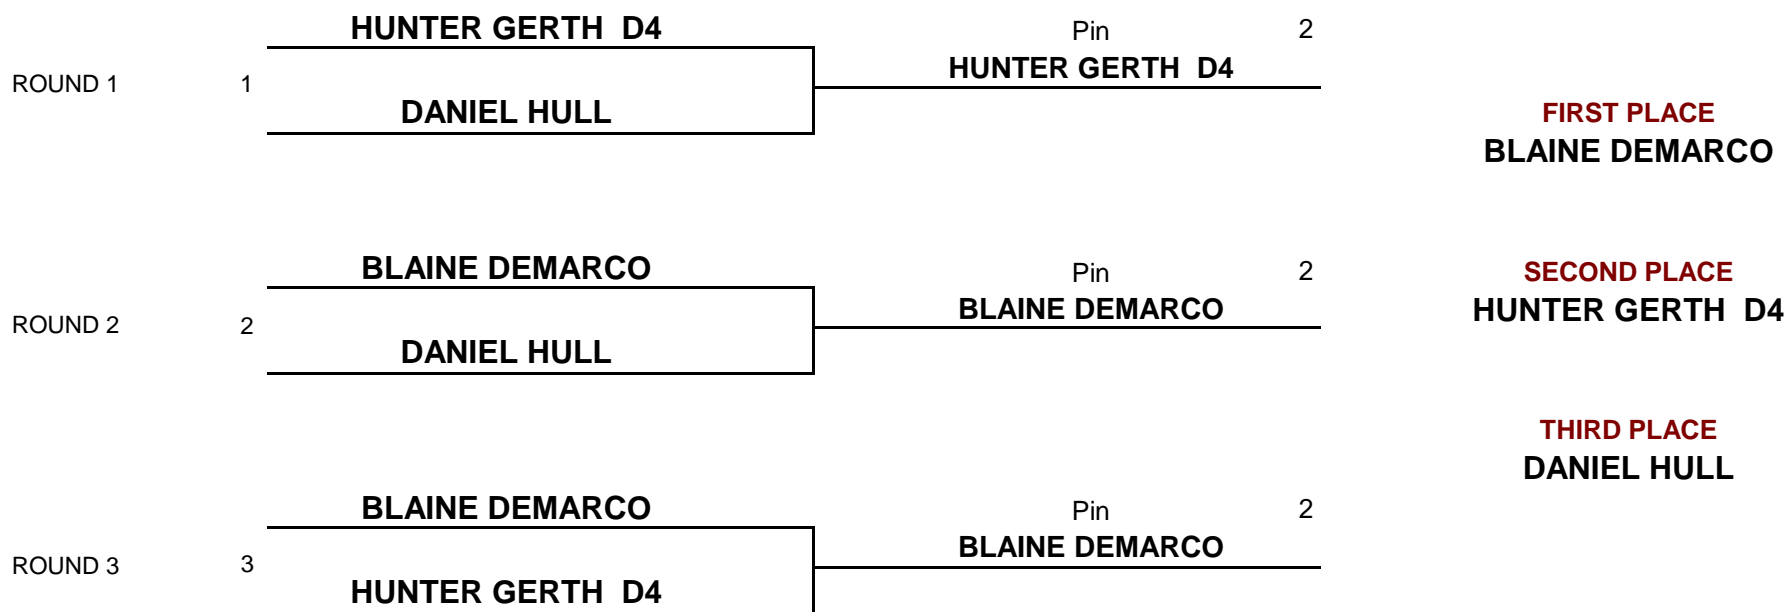 HUNTER GERTH  D4
Pin 2
HUNTER GERTH  D4
ROUND 1 1
DANIEL HULL
FIRST PLACE
BLAINE DEMARCO
BLAINE DEMARCO
Pin 2
BLAINE DEMARCO
SECOND PLACE
HUNTER GERTH  D4
ROUND 2 2
DANIEL HULL
THIRD PLACE
DANIEL HULL
BLAINE DEMARCO
Pin 2
BLAINE DEMARCO
ROUND 3 3
HUNTER GERTH  D4